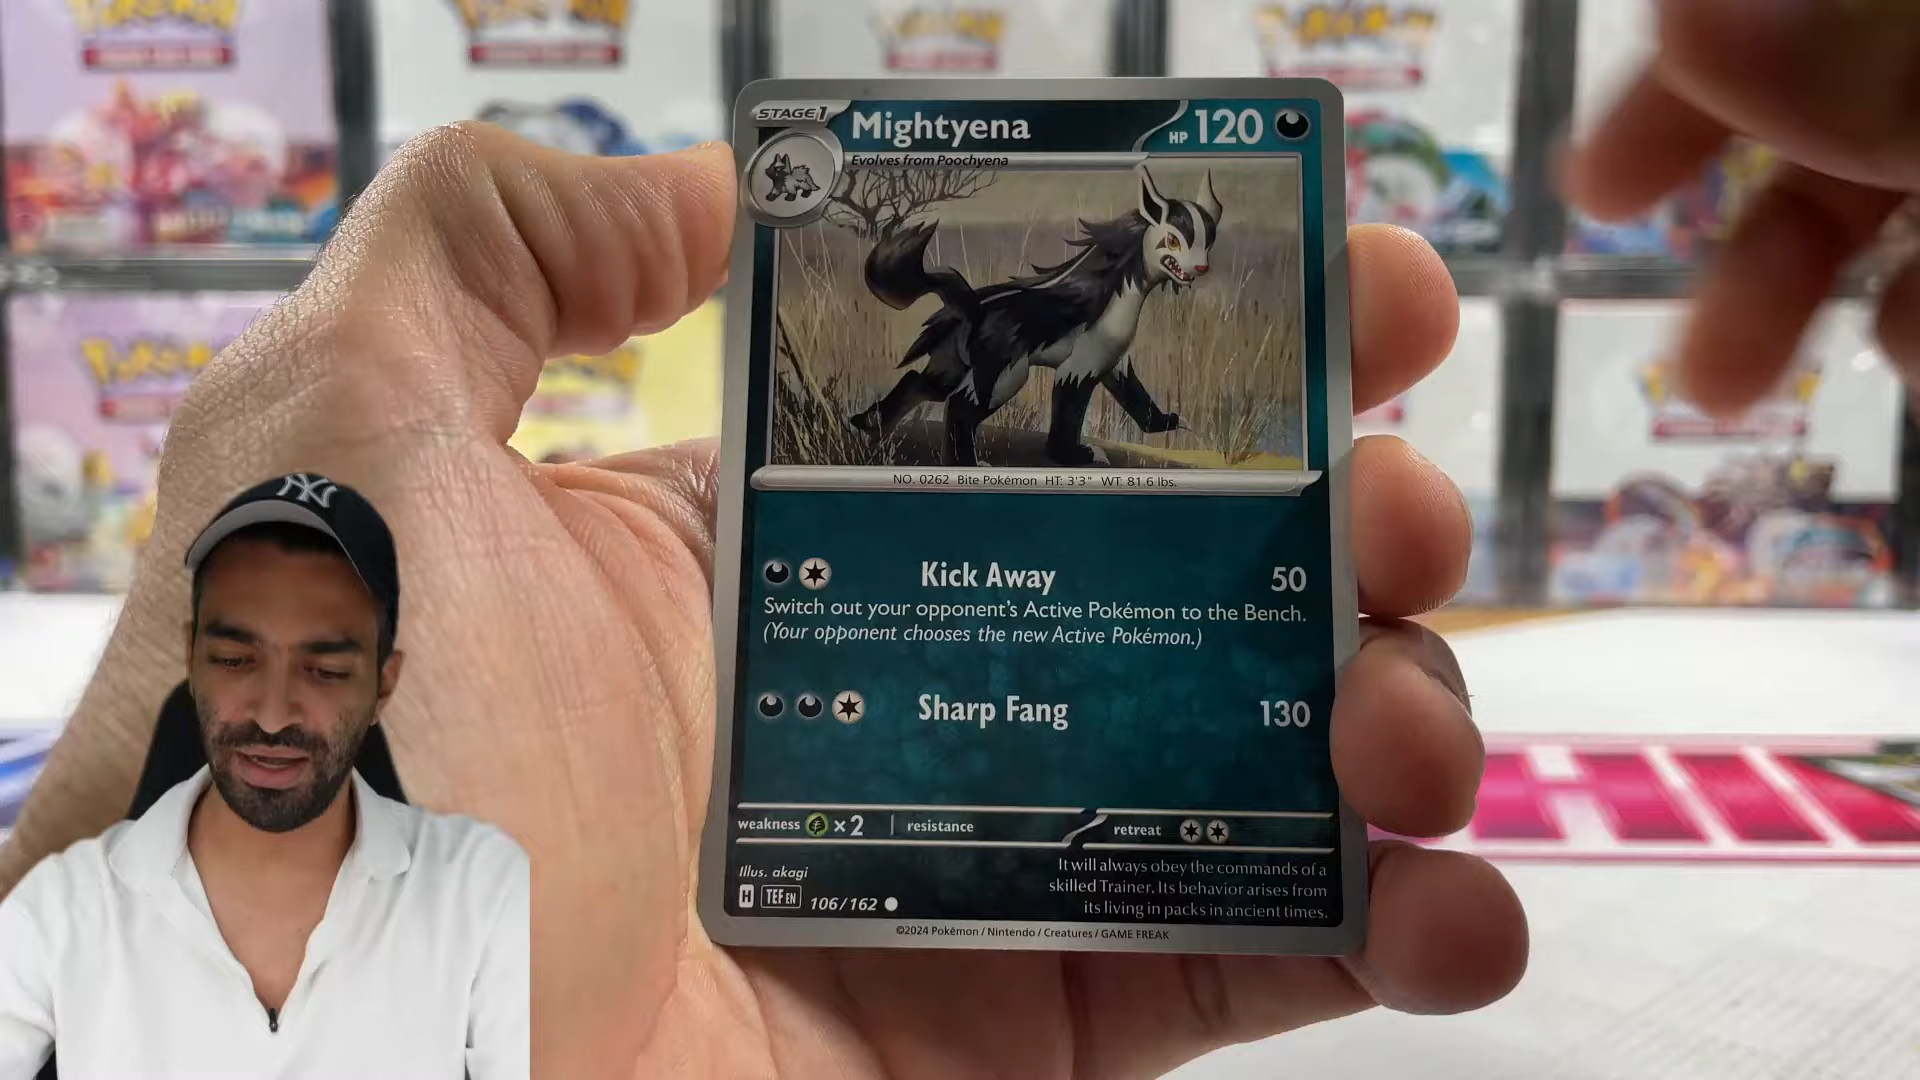 STAGE1
Mightyena
HP 120
Evolves from Poochyena
NO. 0262 Bite Pokémon HT: 3'3" WT: 81.6 lbs.
Kick Away 50
Switch out your opponent's Active Pokémon to the Bench.
(Your opponent chooses the new Active Pokémon.)
Sharp Fang 130
weakness ×2 resistance retreat
Illus. akagi
H TEF EN 106/162
It will always obey the commands of a
skilled Trainer. Its behavior arises from
its living in packs in ancient times.
©2024 Pokémon / Nintendo / Creatures / GAME FREAK
NY
Pokémon